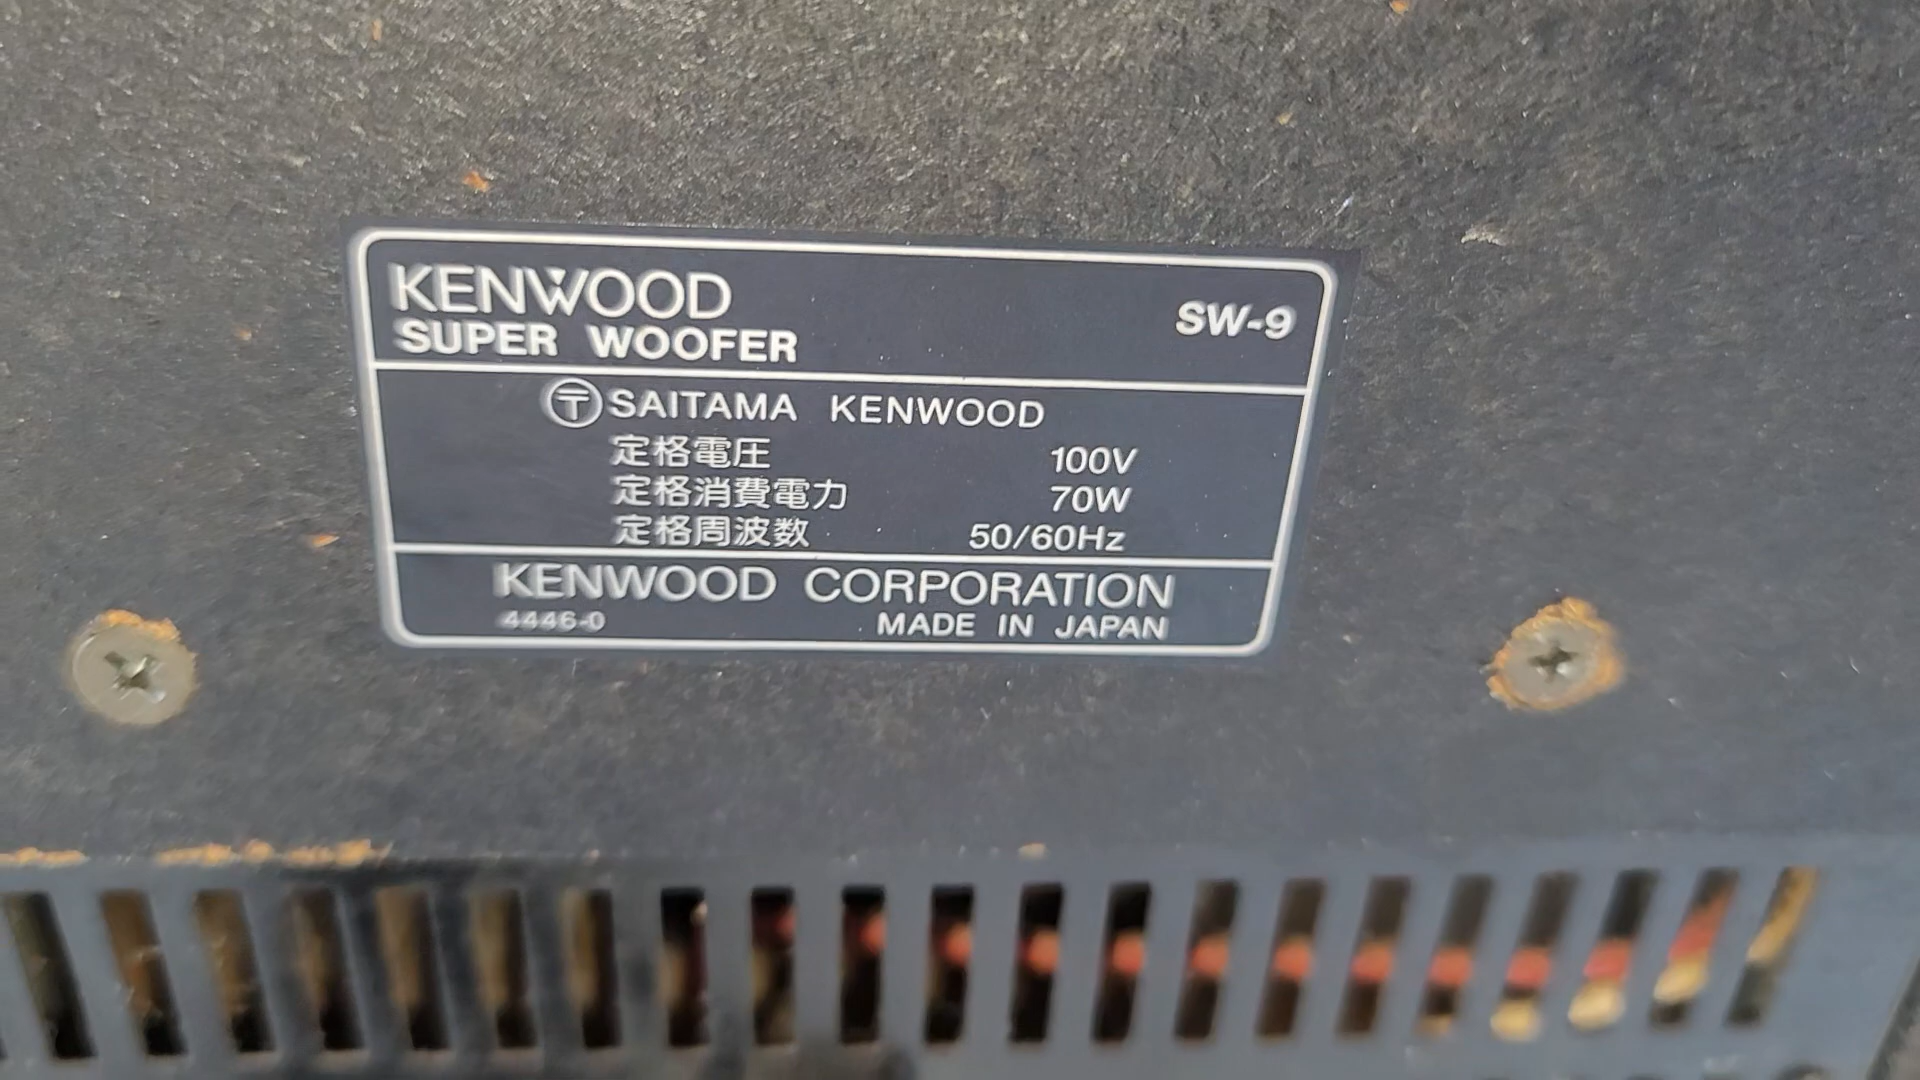 KENWOOD
SUPER WOOFER SW-9
〒SAITAMA KENWOOD
定格電圧 100V
定格消費電力 70W
定格周波数 50/60Hz
KENWOOD CORPORATION
4446-0 MADE IN JAPAN